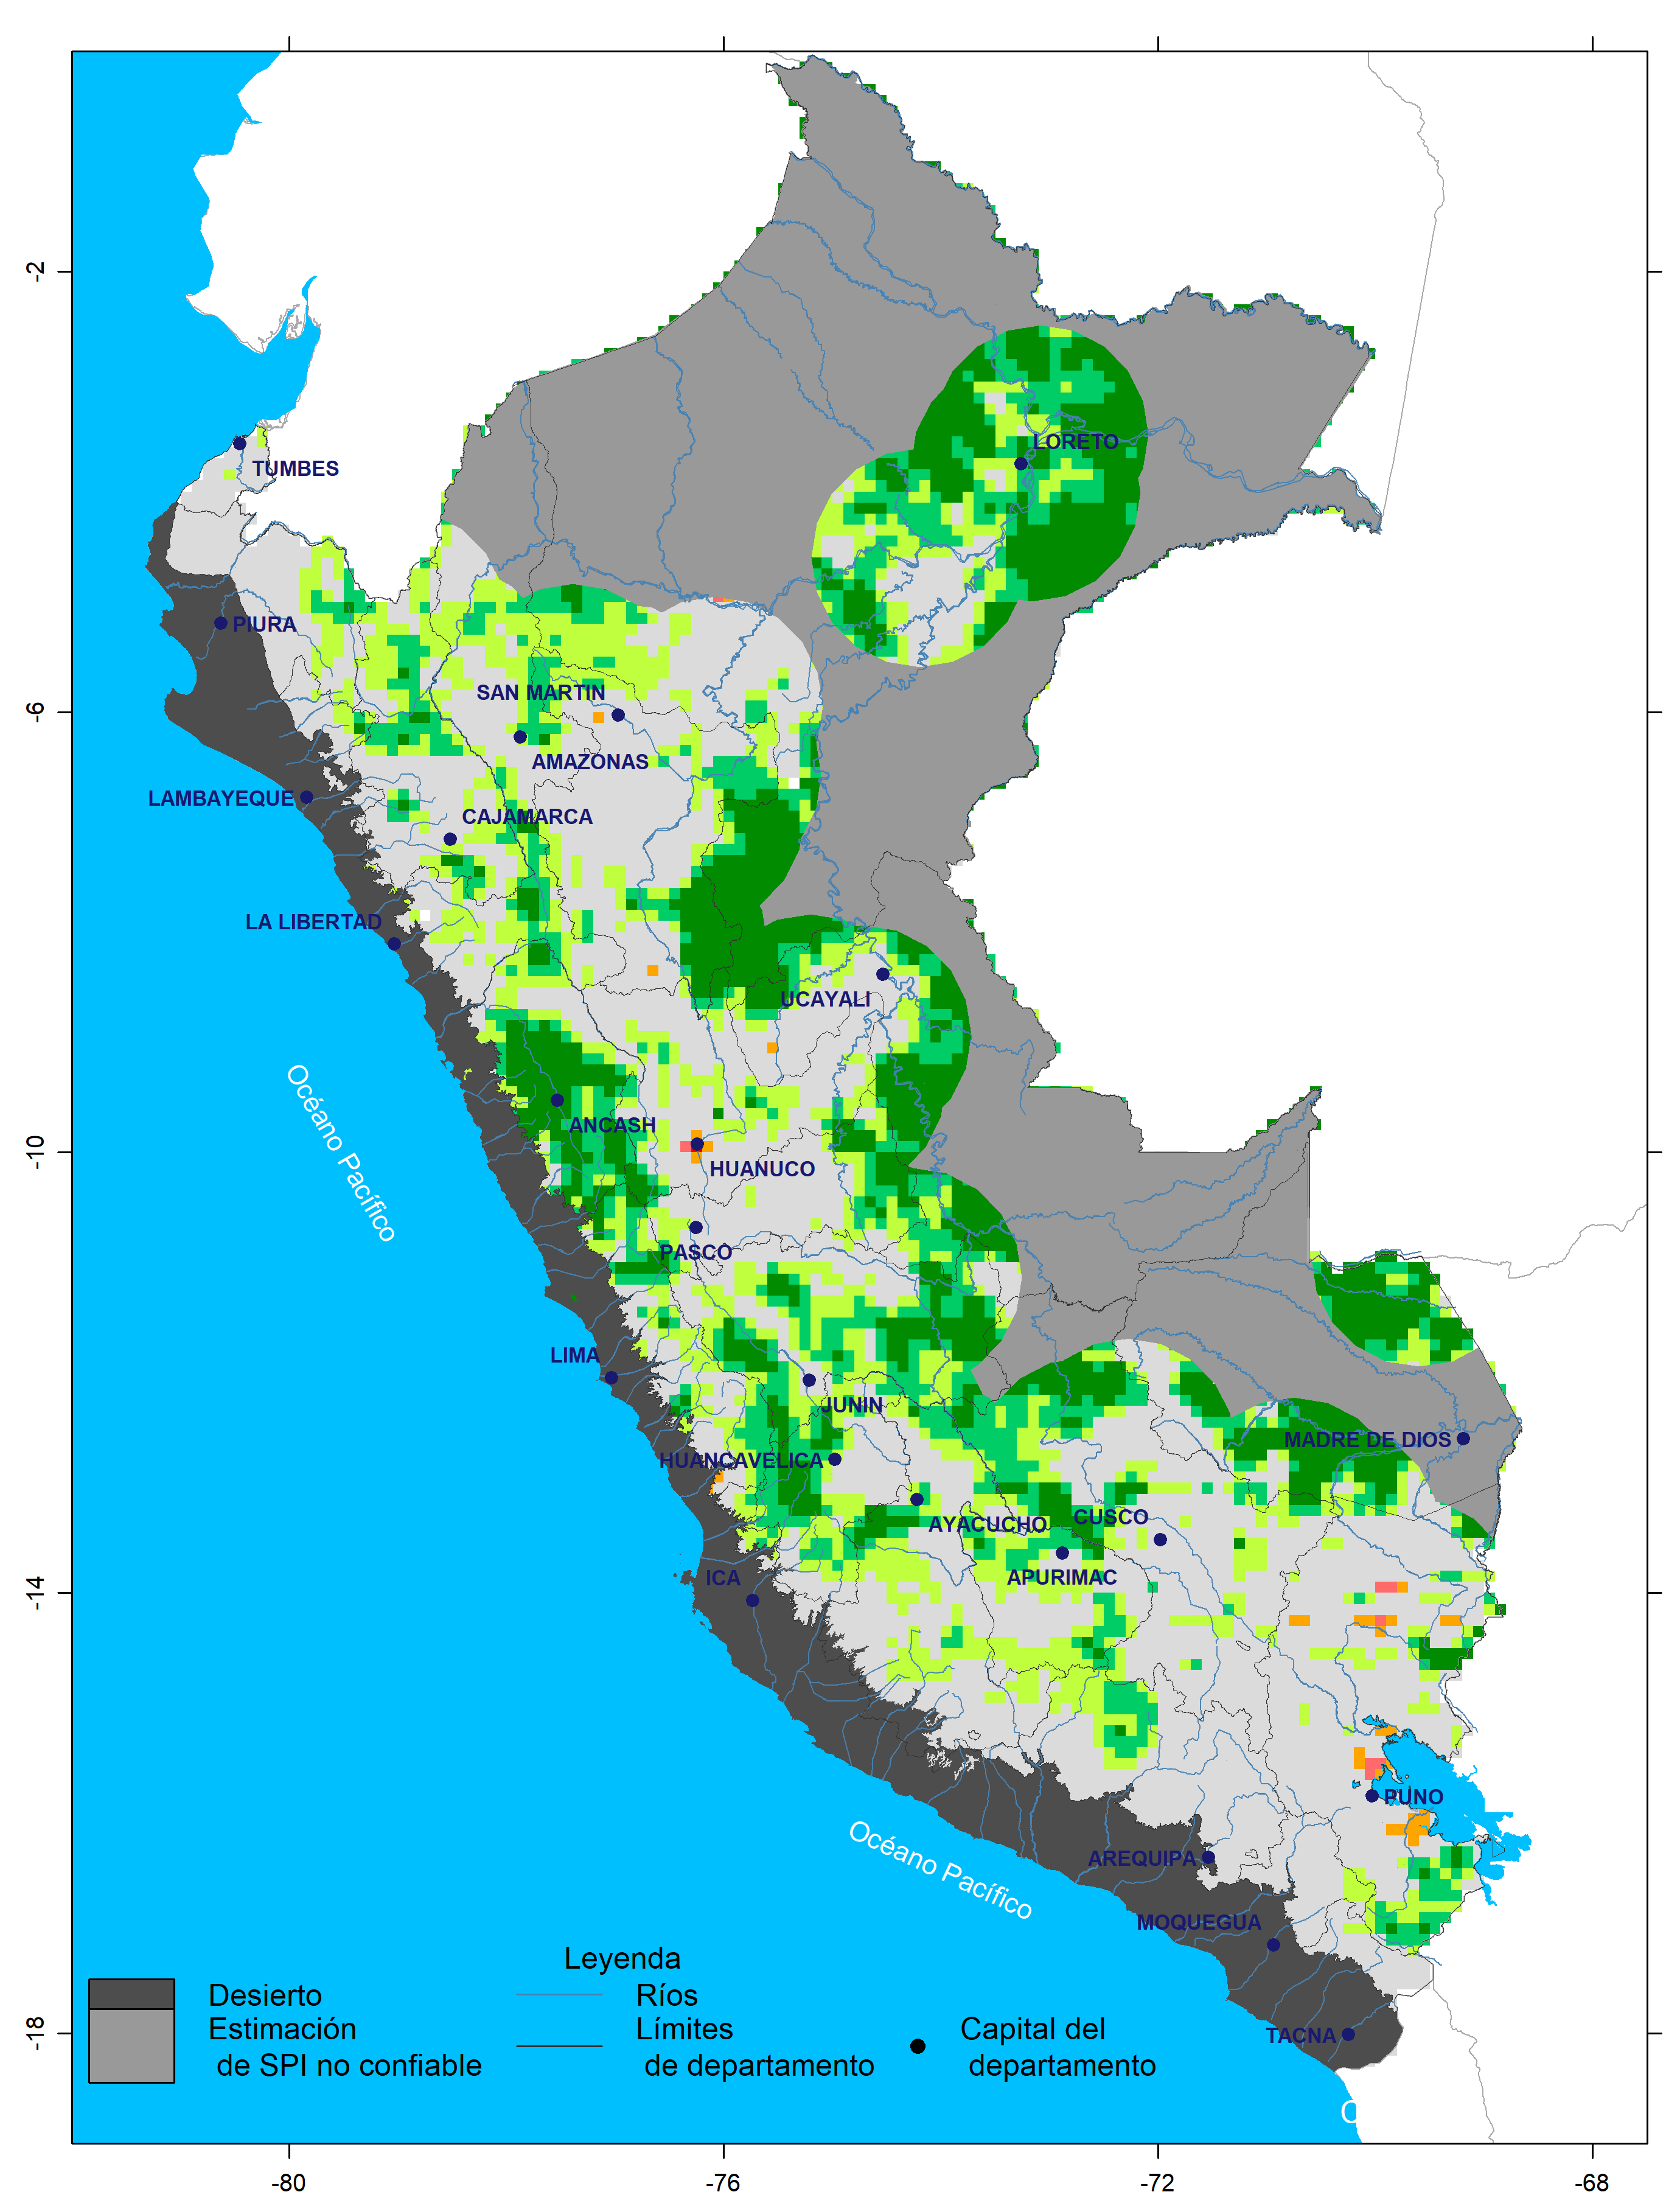 -2
-6
-10
-14
-18
-80
-76
-72
-68
LORETO
TUMBES
PIURA
SAN MARTIN
AMAZONAS
LAMBAYEQUE
CAJAMARCA
LA LIBERTAD
UCAYALI
Océano Pacífico
ANCASH
HUANUCO
PASCO
LIMA
JUNIN
MADRE DE DIOS
HUANCAVELICA
CUSCO
AYACUCHO
APURIMAC
ICA
PUNO
Océano Pacífico
AREQUIPA
MOQUEGUA
TACNA
Leyenda
Desierto
Estimación
de SPI no confiable
Ríos
Límites
de departamento
Capital del
departamento